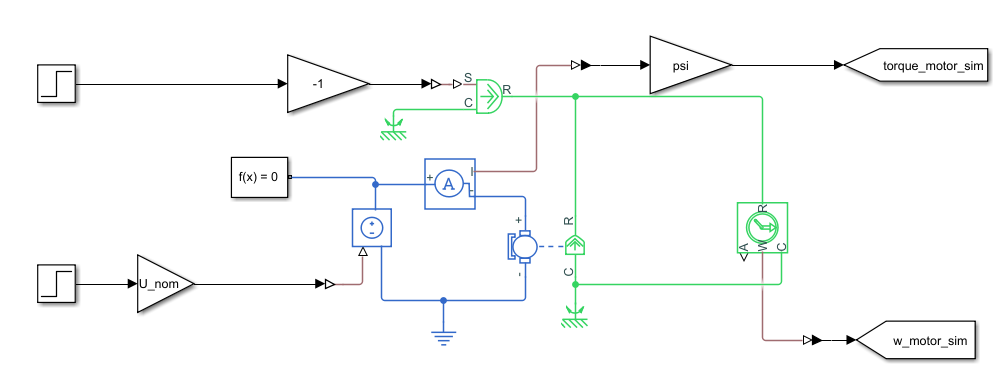 psi
torque_motor_sim
-1
S
R
C
f(x) = 0
+
I
A
-
+
-
R
C
R
A
W
C
+
-
U_nom
w_motor_sim